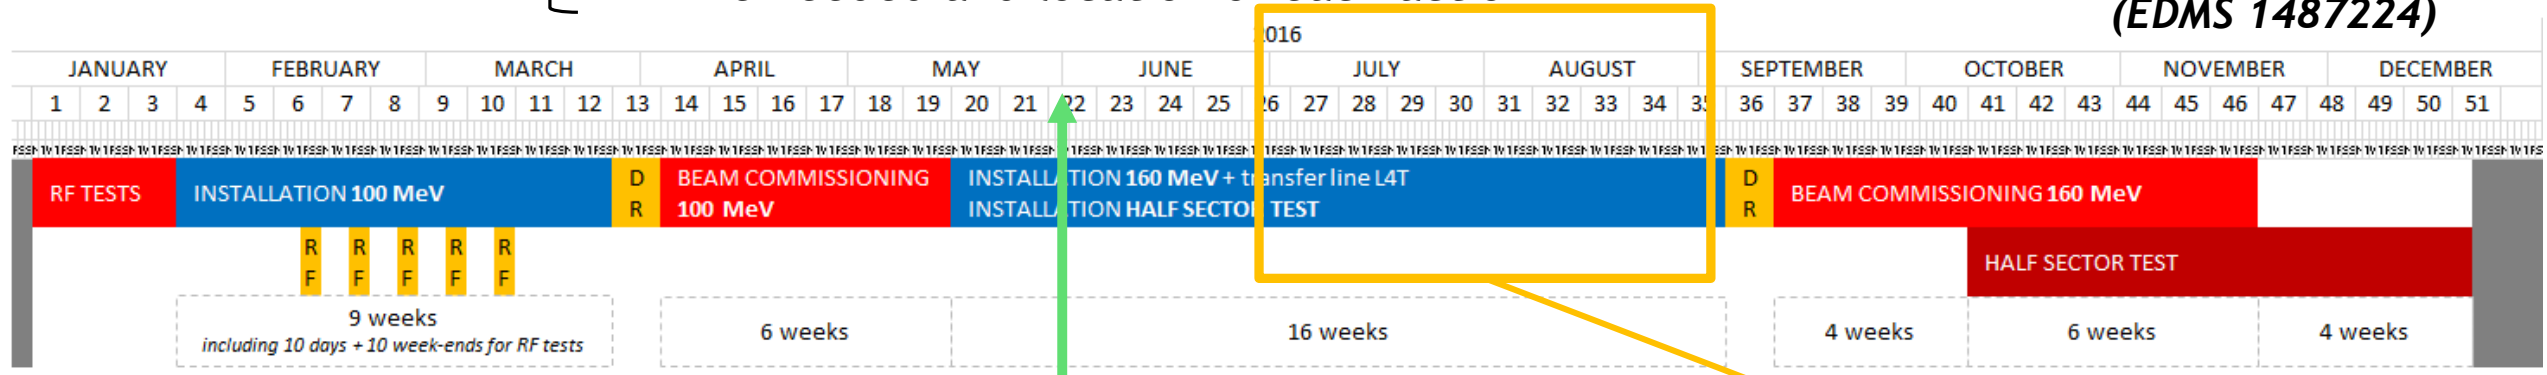 (EDMS 1487224)
2016
JANUARY FEBRUARY MARCH APRIL MAY JUNE JULY AUGUST SEPTEMBER OCTOBER NOVEMBER DECEMBER
1 2 3 4 5 6 7 8 9 10 11 12 13 14 15 16 17 18 19 20 21 22 23 24 25 26 27 28 29 30 31 32 33 34 35 36 37 38 39 40 41 42 43 44 45 46 47 48 49 50 51
RF TESTS
INSTALLATION 100 MeV
D
R
BEAM COMMISSIONING
100 MeV
INSTALLATION 160 MeV + transfer line L4T
INSTALLATION HALF SECTOR TEST
D
R
BEAM COMMISSIONING 160 MeV
R R R R R
F F F F F
HALF SECTOR TEST
9 weeks
including 10 days + 10 week-ends for RF tests
6 weeks
16 weeks
4 weeks
6 weeks
4 weeks